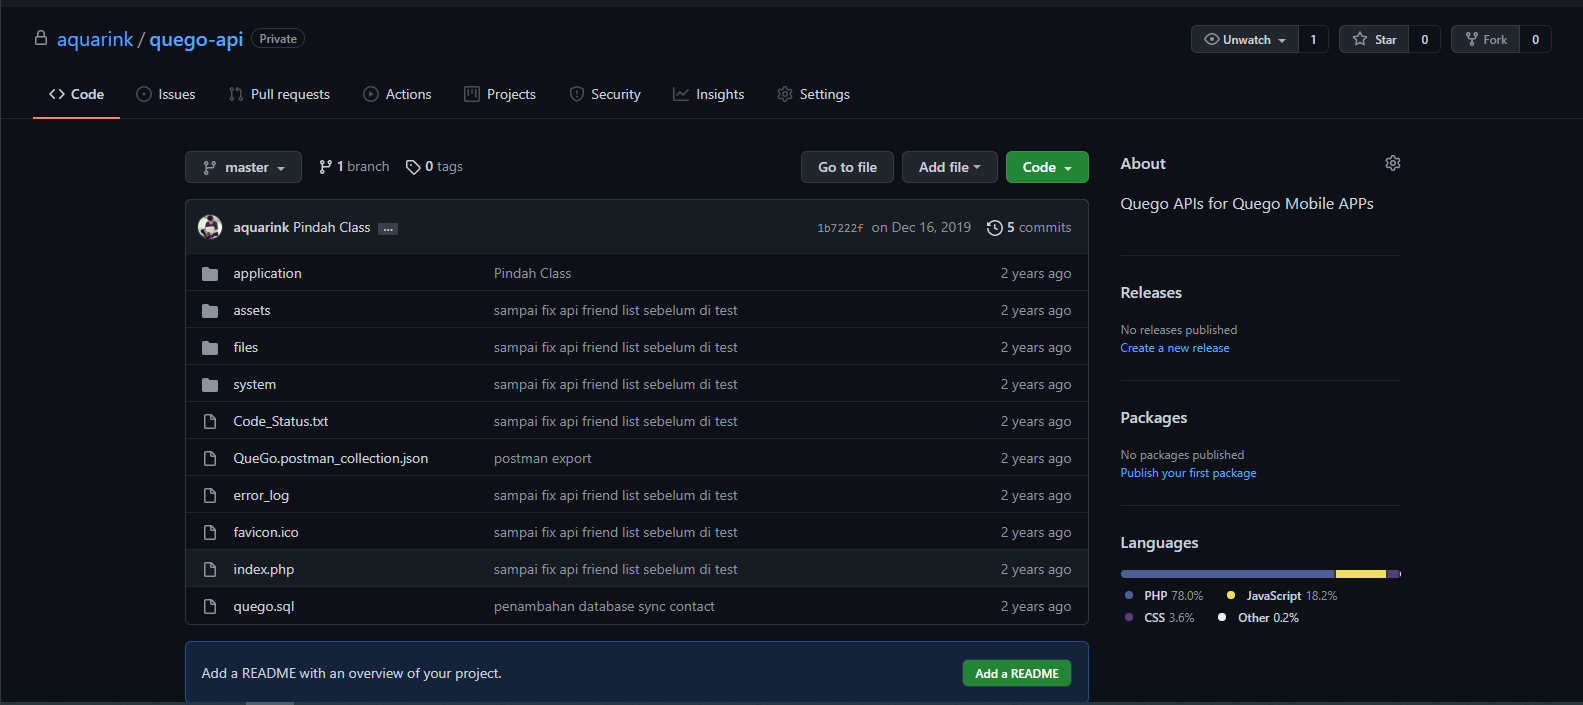 aquarink / quego-api Private
Unwatch 1 Star 0 Fork 0
Code Issues Pull requests Actions Projects Security Insights Settings
master 1 branch 0 tags Go to file Add file Code
aquarink Pindah Class ... 1b7222f on Dec 16, 2019 5 commits
application Pindah Class 2 years ago
assets sampai fix api friend list sebelum di test 2 years ago
files sampai fix api friend list sebelum di test 2 years ago
system sampai fix api friend list sebelum di test 2 years ago
Code_Status.txt sampai fix api friend list sebelum di test 2 years ago
QueGo.postman_collection.json postman export 2 years ago
error_log sampai fix api friend list sebelum di test 2 years ago
favicon.ico sampai fix api friend list sebelum di test 2 years ago
index.php sampai fix api friend list sebelum di test 2 years ago
quego.sql penambahan database sync contact 2 years ago
Add a README with an overview of your project. Add a README
About
Quego APIs for Quego Mobile APPs
Releases
No releases published
Create a new release
Packages
No packages published
Publish your first package
Languages
PHP 78.0% JavaScript 18.2%
CSS 3.6% Other 0.2%